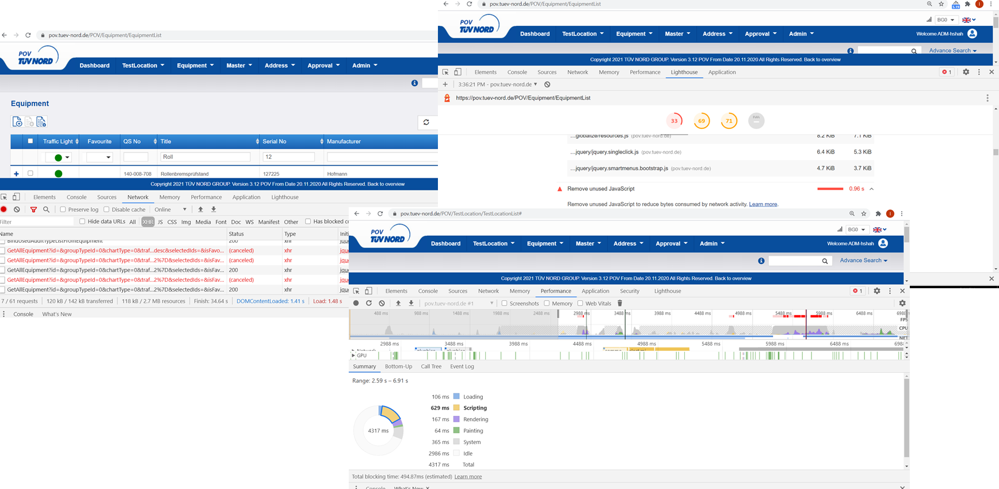 pov.tuev-nord.de/POV/Equipment/EquipmentList
POV
TÜV NORD
Dashboard TestLocation Equipment Master Address Approval Admin
Equipment
Traffic Light Favourite QS No Title Serial No Manufacturer
Roll 12
140-008-708 Rollenbremsprüfstand 127225 Hofmann
Copyright 2021 TÜV NORD GROUP. Version 3.12 POV From Date 20.11.2020 All Rights Reserved. Back to overview
Elements Console Sources Network Memory Performance Application Lighthouse
Preserve log Disable cache Online
Filter Hide data URLs All XHR JS CSS Img Media Font Doc WS Manifest Other Has blocked co
Name Status Type Initi
BindUsedAuditTypeListFromEquipment 200 xhr jqu
GetAllEquipment?id=&groupTypeId=0&chartType=0&traf...desc&selectedIds=&isFavo... (canceled) xhr jqu
GetAllEquipment?id=&groupTypeId=0&chartType=0&traf...2%7D&selectedIds=&isFav... (canceled) xhr jqu
GetAllEquipment?id=&groupTypeId=0&chartType=0&traf...2%7D&selectedIds=&isFav... 200 xhr jqu
GetAllEquipment?id=&groupTypeId=0&chartType=0&traf...2%7D&selectedIds=&isFav... (canceled) xhr jqu
GetAllEquipment?id=&groupTypeId=0&chartType=0&traf...2%7D&selectedIds=&isFav... 200 xhr jqu
7 / 61 requests 120 kB / 142 kB transferred 118 kB / 2.7 MB resources Finish: 34.64 s DOMContentLoaded: 1.41 s Load: 1.48 s
Console What's New
pov.tuev-nord.de/POV/Equipment/EquipmentList 5.19 I
BG0
POV
TÜV NORD
Dashboard TestLocation Equipment Master Address Approval Admin Welcome ADM-hshah
Advance Search
Copyright 2021 TÜV NORD GROUP. Version 3.12 POV From Date 20.11.2020 All Rights Reserved. Back to overview
Elements Console Sources Network Memory Performance Lighthouse Application 1
3:36:21 PM - pov.tuev-nord.de
https://pov.tuev-nord.de/POV/Equipment/EquipmentList
33 69 71 PWA
...globalize/resources.js (pov.tuev-nord.de) 8.2 KiB 7.1 KiB
...jquery/jquery.singleclick.js (pov.tuev-nord.de) 6.4 KiB 5.3 KiB
...jquery/jquery.smartmenus.bootstrap.js (pov.tuev-nord.de) 4.7 KiB 3.7 KiB
Remove unused JavaScript 0.96 s
Remove unused JavaScript to reduce bytes consumed by network activity. Learn more.
pov.tuev-nord.de/POV/TestLocation/TestLocationList# I
BG0
POV
TÜV NORD
Dashboard TestLocation Equipment Master Address Approval Admin Welcome ADM-hshah
Advance Search
Copyright 2021 TÜV NORD GROUP. Version 3.12 POV From Date 20.11.2020 All Rights Reserved. Back to overview
Elements Console Sources Network Memory Performance Application Security Lighthouse 1
pov.tuev-nord.de #1 Screenshots Memory Web Vitals
488 ms 988 ms 1488 ms 1988 ms 2488 ms 2988 ms 3488 ms 3988 ms 4488 ms 4988 ms 5488 ms 5988 ms 6488 ms 6988
FPS
CPU
NET
2988 ms 3488 ms 3988 ms 4488 ms 4988 ms 5488 ms 5988 ms 6488 ms 698
Network
GPU
Summary Bottom-Up Call Tree Event Log
Range: 2.59 s – 6.91 s
106 ms Loading
629 ms Scripting
167 ms Rendering
4317 ms
64 ms Painting
365 ms System
2986 ms Idle
4317 ms Total
Total blocking time: 494.87ms (estimated) Learn more
Console What's New